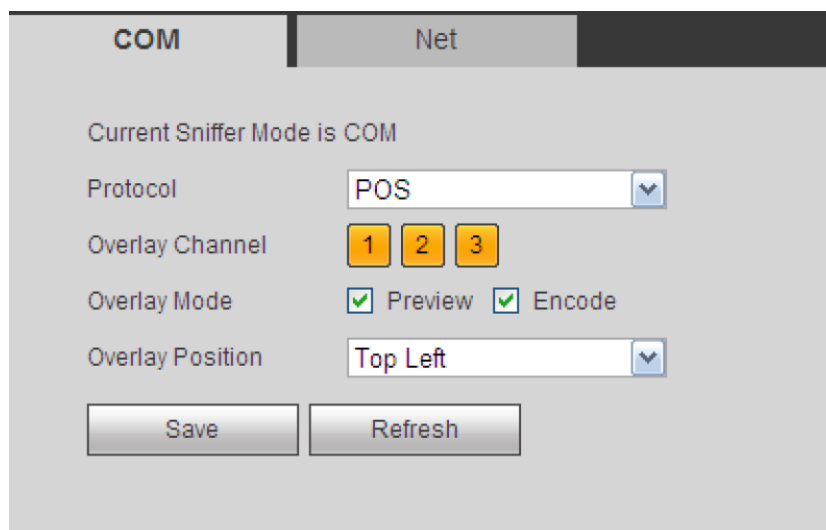 COM Net
Current Sniffer Mode is COM
Protocol POS
Overlay Channel 1 2 3
Overlay Mode Preview Encode
Overlay Position Top Left
Save Refresh